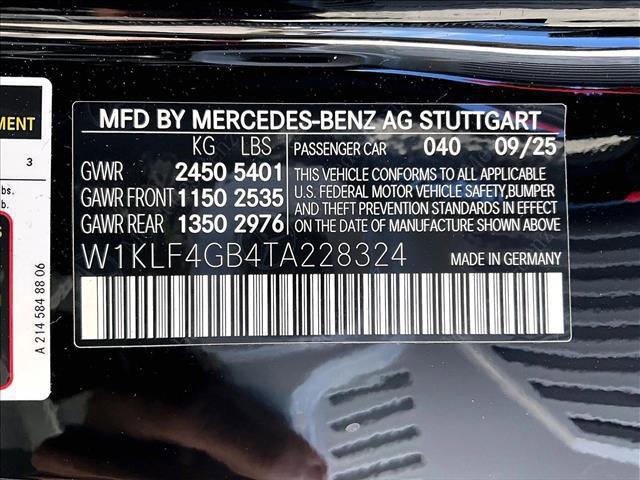 MENT
3
bs.
s.
A 214 584 88 06
MFD BY MERCEDES-BENZ AG STUTTGART
KG LBS
GVWR 2450 5401
GAWR FRONT 1150 2535
GAWR REAR 1350 2976
PASSENGER CAR 040 09/25
THIS VEHICLE CONFORMS TO ALL APPLICABLE
U.S. FEDERAL MOTOR VEHICLE SAFETY,BUMPER
AND THEFT PREVENTION STANDARDS IN EFFECT
ON THE DATE OF MANUFACTURE SHOWN ABOVE
W1KLF4GB4TA228324
MADE IN GERMANY